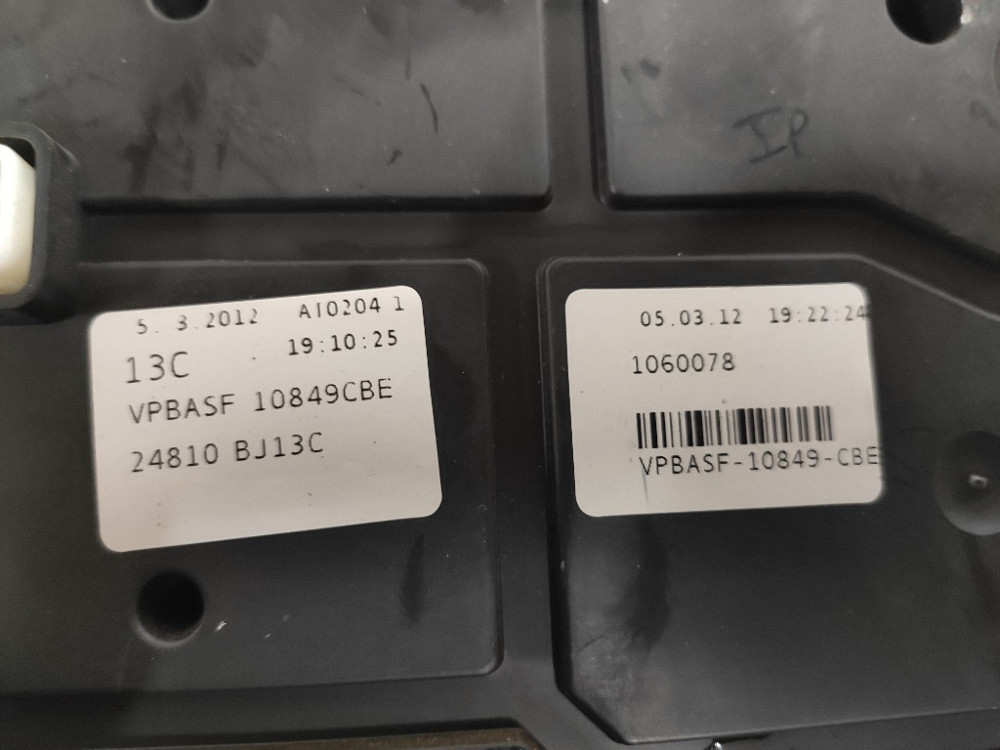 IP
5. 3.2012 AI0204 1
13C 19:10:25
VPBASF 10849CBE
24810 BJ13C
05.03.12 19:22:24
1060078
VPBASF-10849-CBE